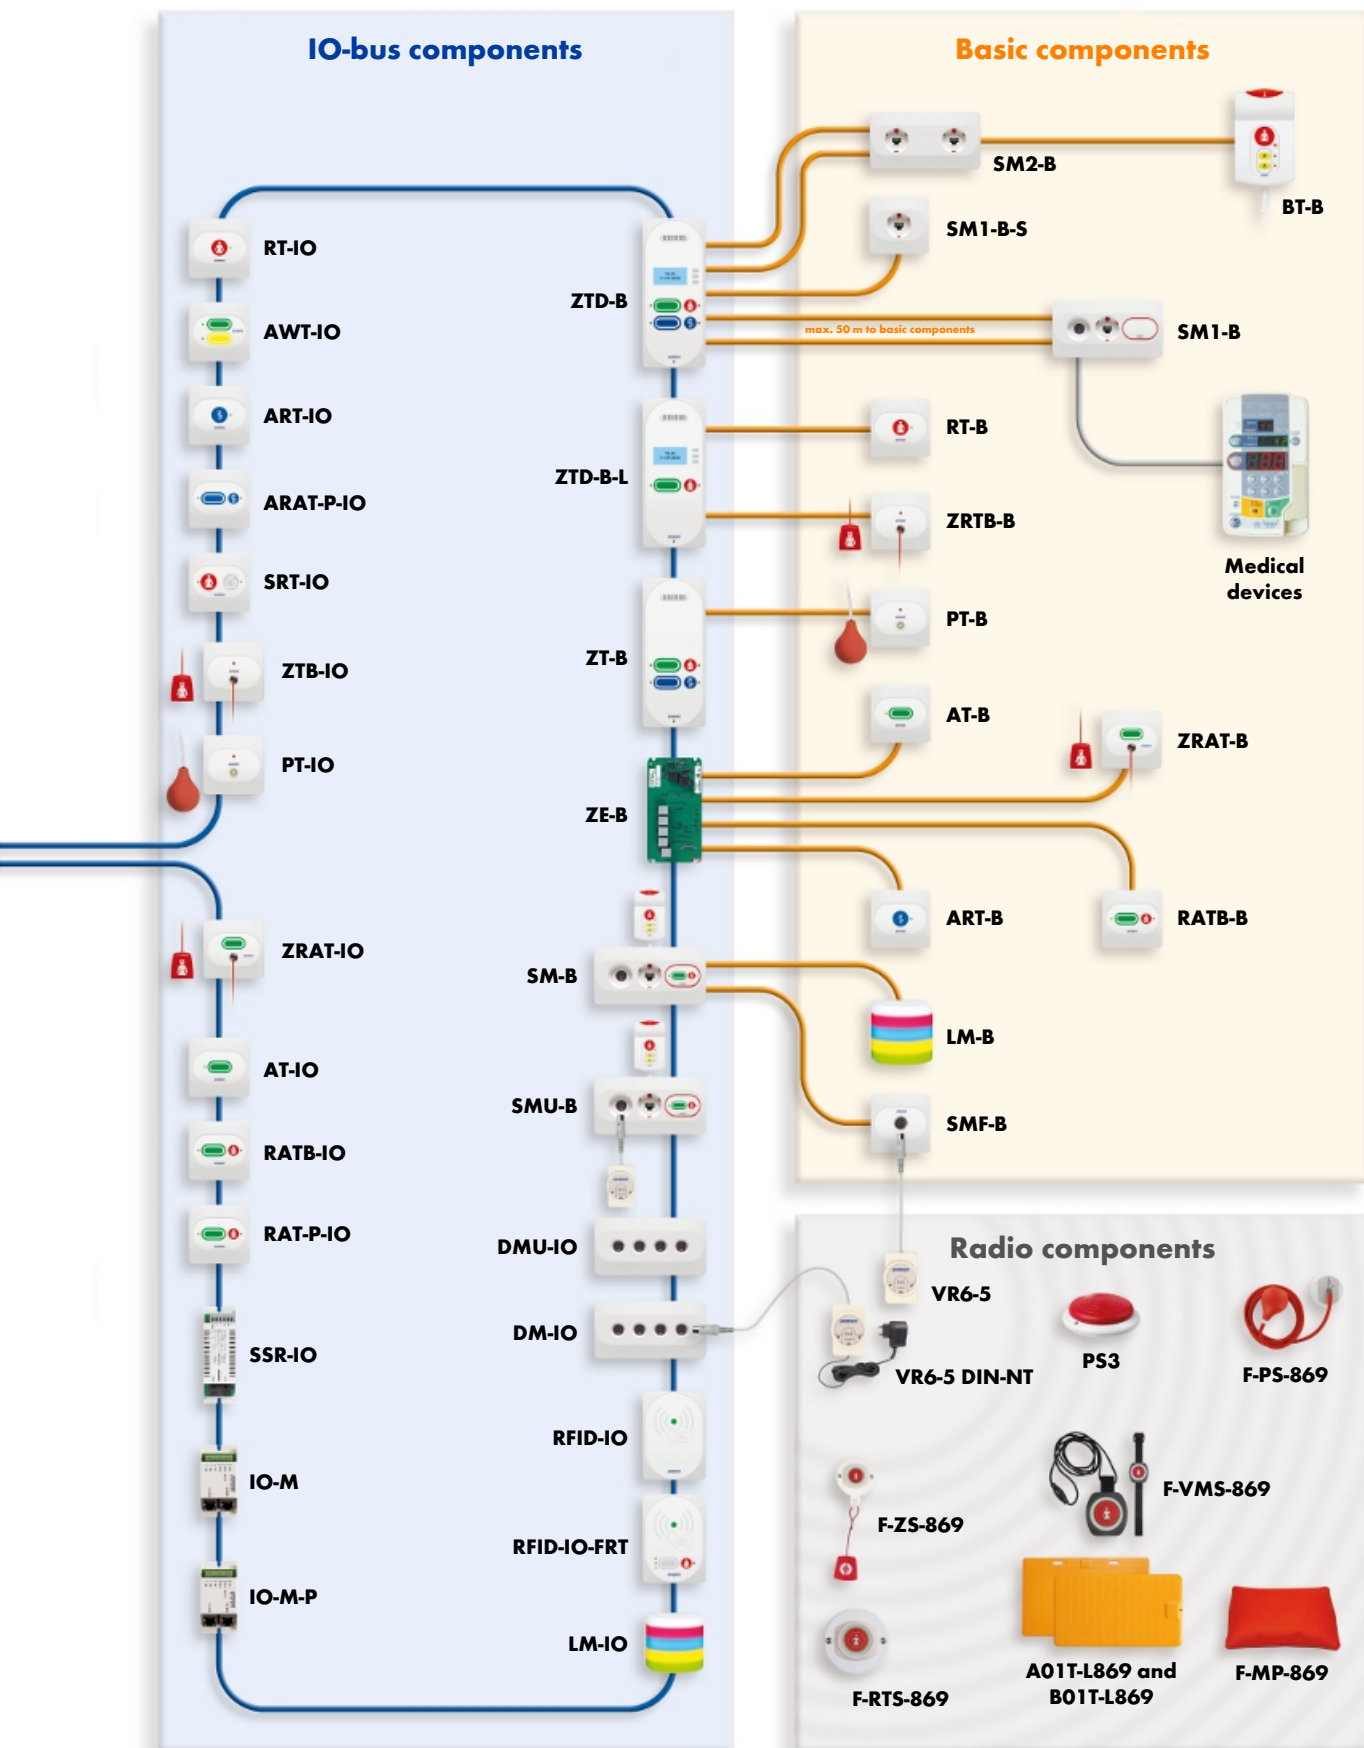 IO-bus components
Basic components
SM2-B
BT-B
RT-IO
SM1-B-S
ZTD-B
AWT-IO
max. 50 m to basic components
SM1-B
ART-IO
RT-B
ZTD-B-L
ARAT-P-IO
ZRTB-B
Medical
devices
SRT-IO
PT-B
ZTB-IO
ZT-B
AT-B
ZRAT-B
PT-IO
ZE-B
ART-B
RATB-B
ZRAT-IO
SM-B
LM-B
AT-IO
SMU-B
SMF-B
RATB-IO
RAT-P-IO
DMU-IO
Radio components
VR6-5
DM-IO
SSR-IO
VR6-5 DIN-NT
PS3
F-PS-869
RFID-IO
IO-M
F-VMS-869
F-ZS-869
RFID-IO-FRT
IO-M-P
LM-IO
F-RTS-869
A01T-L869 and
B01T-L869
F-MP-869